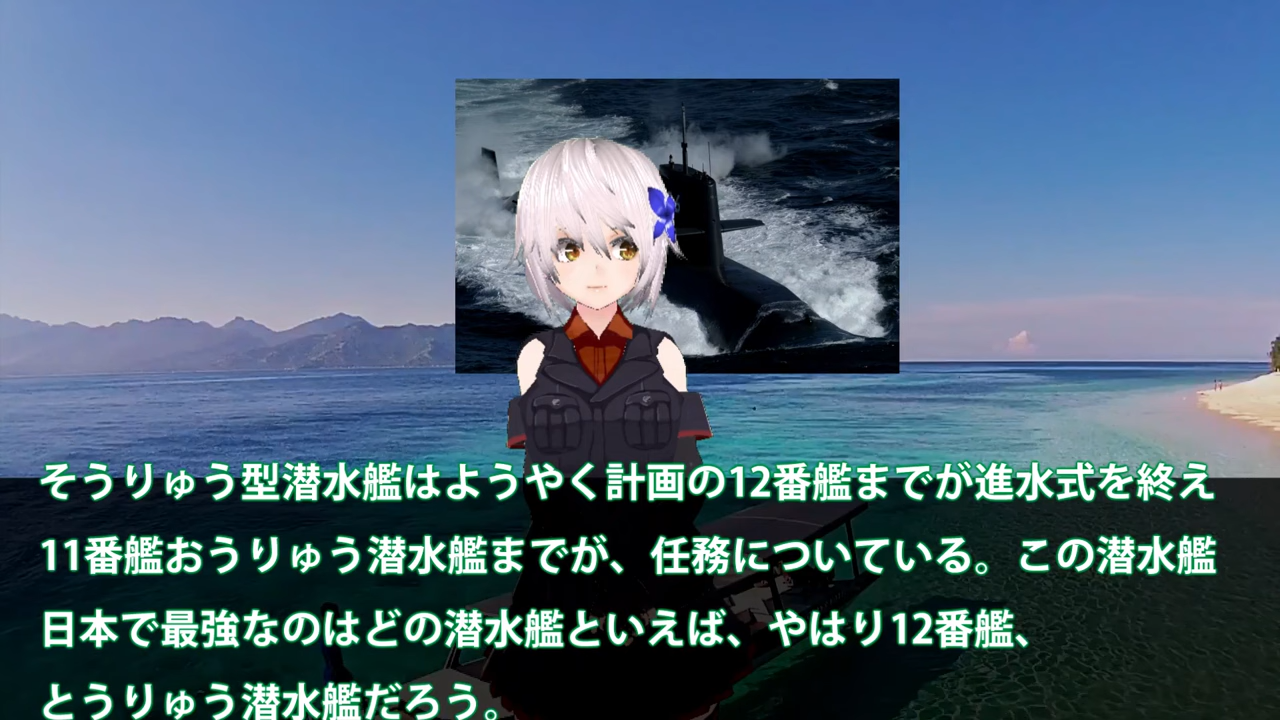 そうりゅう型潜水艦はようやく計画の12番艦までが進水式を終え
11番艦おうりゅう潜水艦までが、任務についている。この潜水艦
日本で最強なのはどの潜水艦といえば、やはり12番艦、
とうりゅう潜水艦だろう。